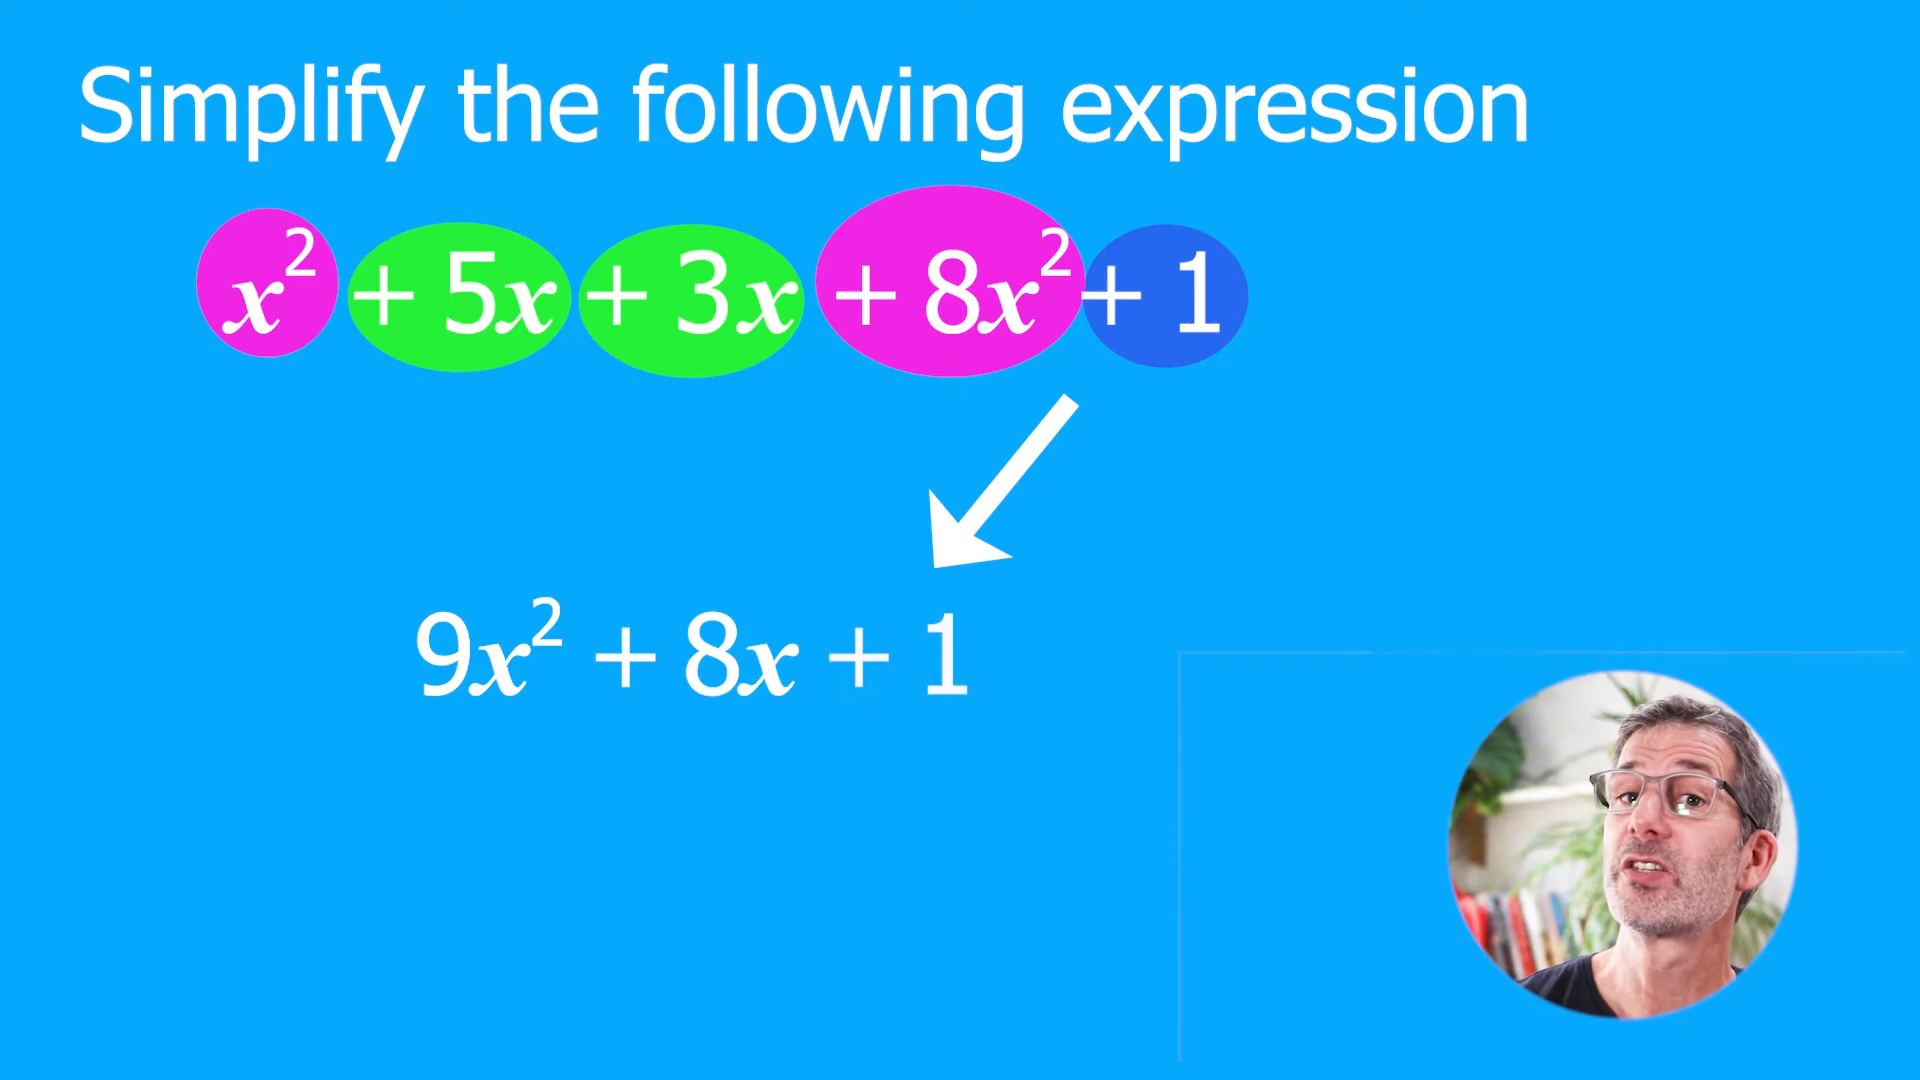 Simplify the following expression
x² + 5x + 3x + 8x² + 1
9x² + 8x + 1